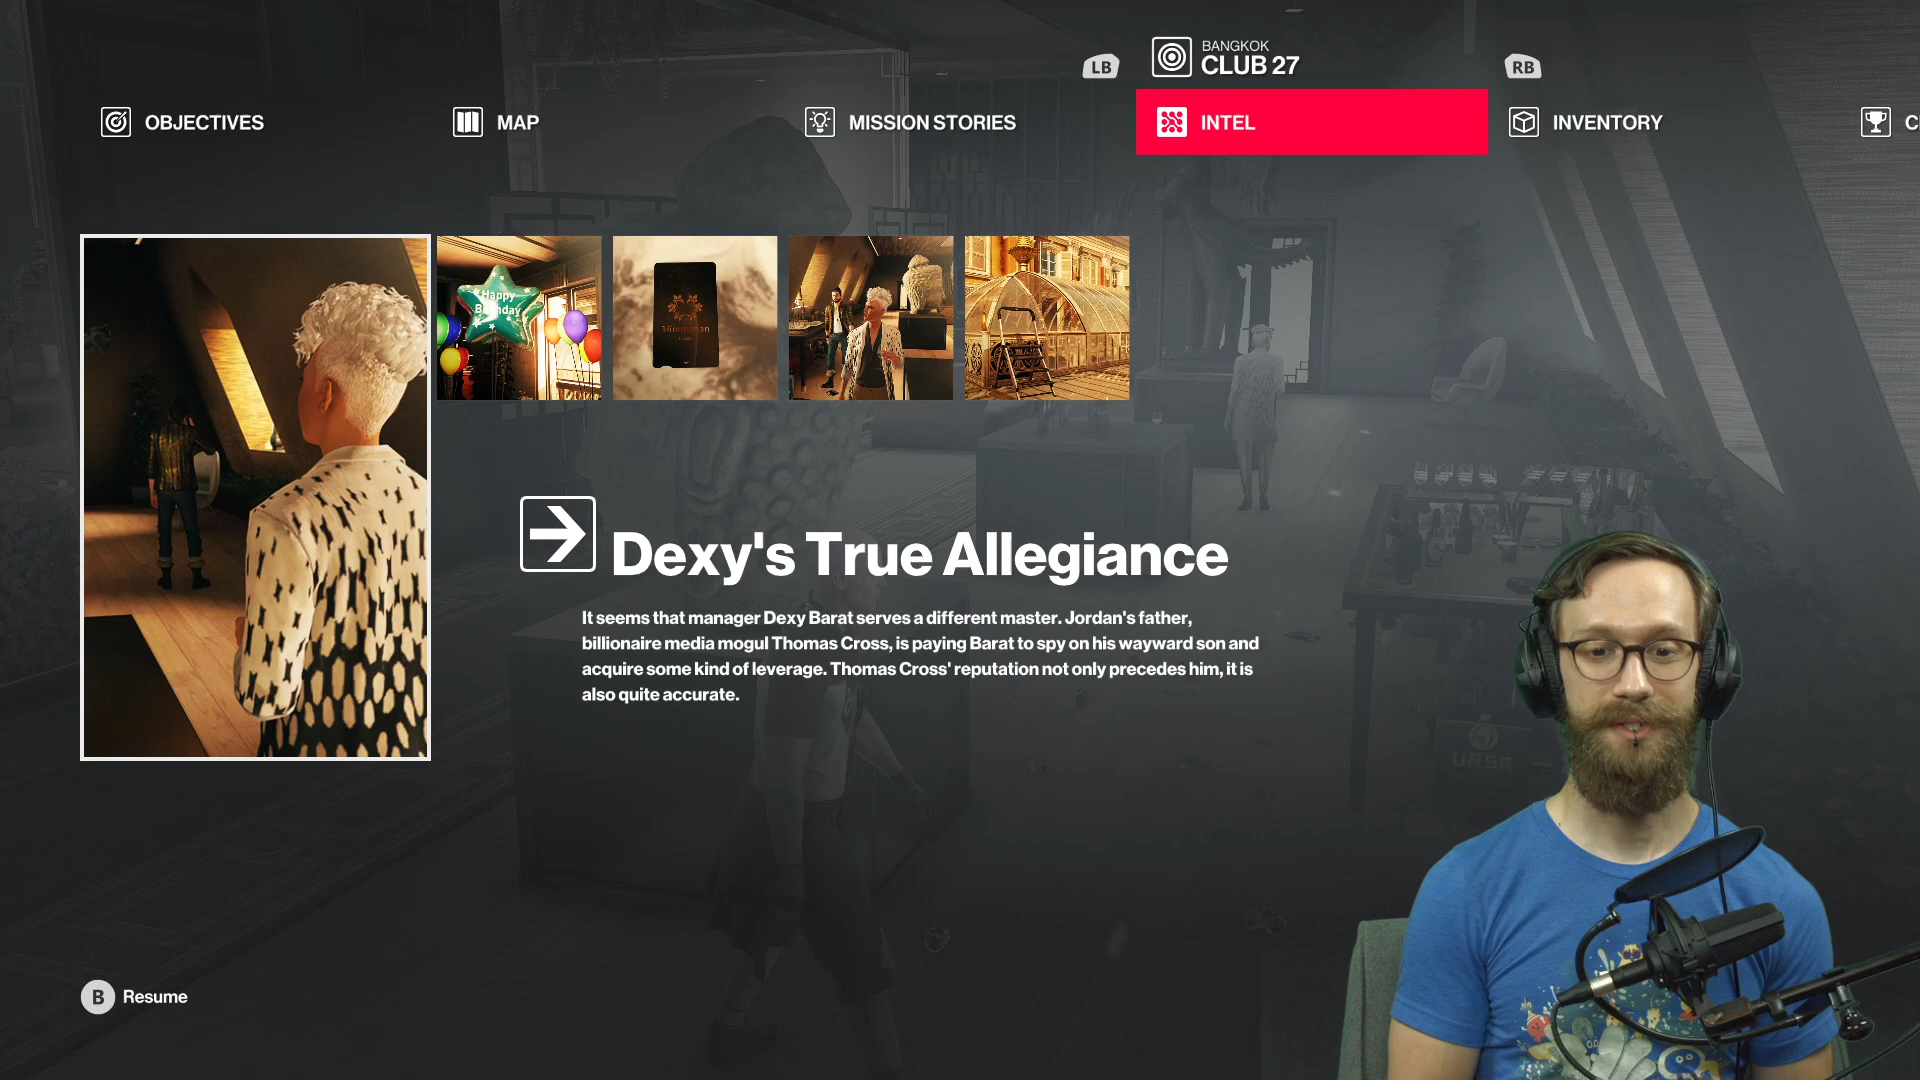 BANGKOK
LB
CLUB 27
RB
OBJECTIVES
MAP
MISSION STORIES
INTEL
INVENTORY
C
Happy
Himmapan
Dexy's True Allegiance
It seems that manager Dexy Barat serves a different master. Jordan's father,
billionaire media mogul Thomas Cross, is paying Barat to spy on his wayward son and
acquire some kind of leverage. Thomas Cross' reputation not only precedes him, it is
also quite accurate.
URSA
B Resume